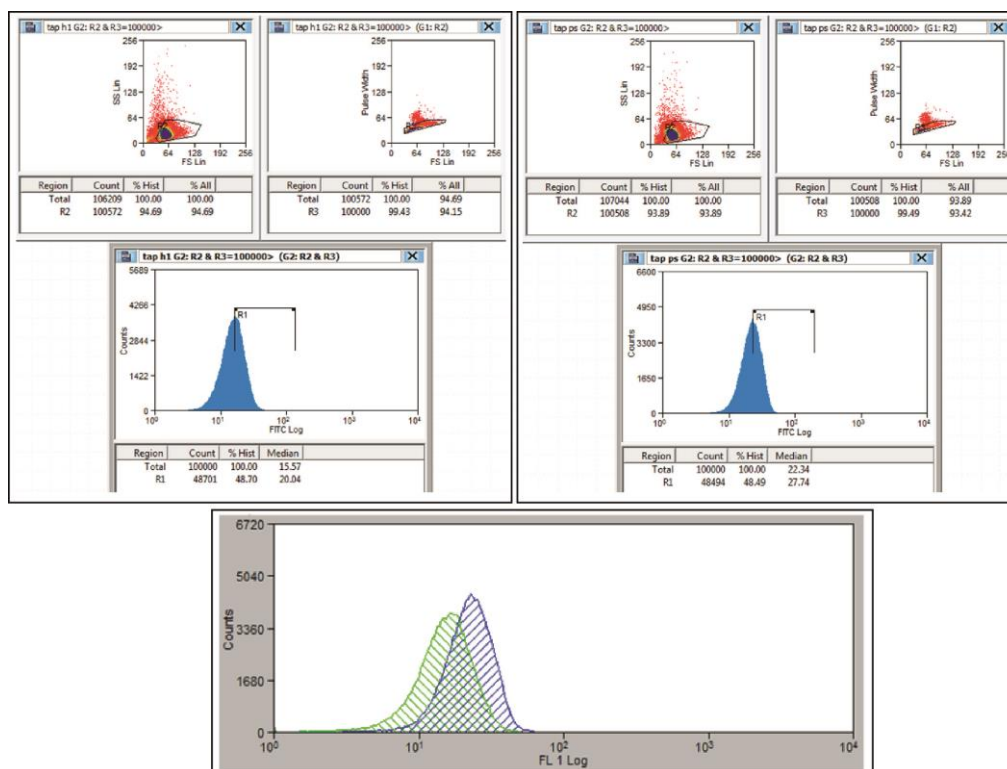 tap h1 G2: R2 & R3=100000>
256
192
128
64
0
SS Lin
R2
0 64 128 192 256
FS Lin
Region Count % Hist % All
Total 106209 100.00 100.00
R2 100572 94.69 94.69
tap h1 G2: R2 & R3=100000> (G1: R2)
256
192
128
64
0
Pulse Width
0 64 128 192 256
FS Lin
Region Count % Hist % All
Total 100572 100.00 94.69
R3 100000 99.43 94.15
tap h1 G2: R2 & R3=100000> (G2: R2 & R3)
5689
4266
2844
1422
0
Counts
R1
10⁰ 10¹ 10² 10³ 10⁴
FITC Log
Region Count % Hist Median
Total 100000 100.00 15.57
R1 48701 48.70 20.04
tap ps G2: R2 & R3=100000>
256
192
128
64
0
SS Lin
0 64 128 192 256
FS Lin
Region Count % Hist % All
Total 107044 100.00 100.00
R2 100508 93.89 93.89
tap ps G2: R2 & R3=100000> (G1: R2)
256
192
128
64
0
Pulse Width
0 64 128 192 256
FS Lin
Region Count % Hist % All
Total 100508 100.00 93.89
R3 100000 99.49 93.42
tap ps G2: R2 & R3=100000> (G2: R2 & R3)
6600
4950
3300
1650
0
Counts
R1
10⁰ 10¹ 10² 10³ 10⁴
FITC Log
Region Count % Hist Median
Total 100000 100.00 22.34
R1 48494 48.49 27.74
6720
5040
3360
1680
0
Counts
10⁰ 10¹ 10² 10³ 10⁴
FL 1 Log